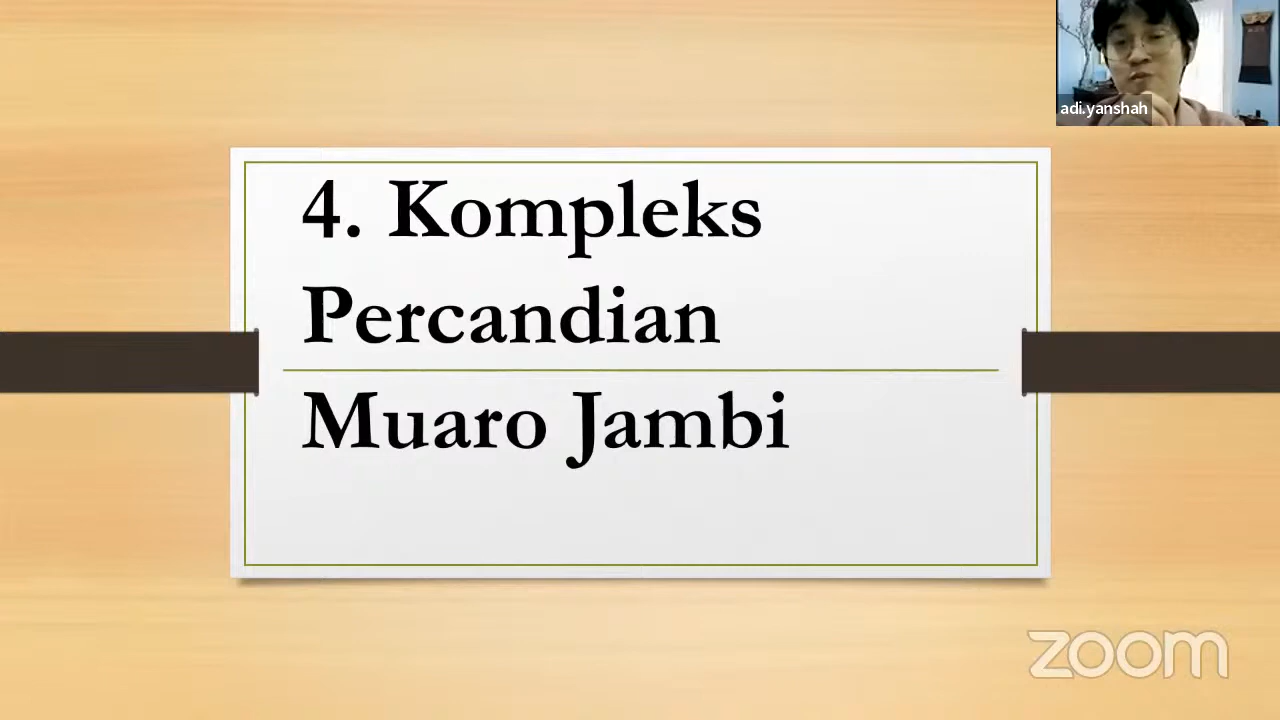 adi.yanshah
4. Kompleks
Percandian
Muaro Jambi
zoom